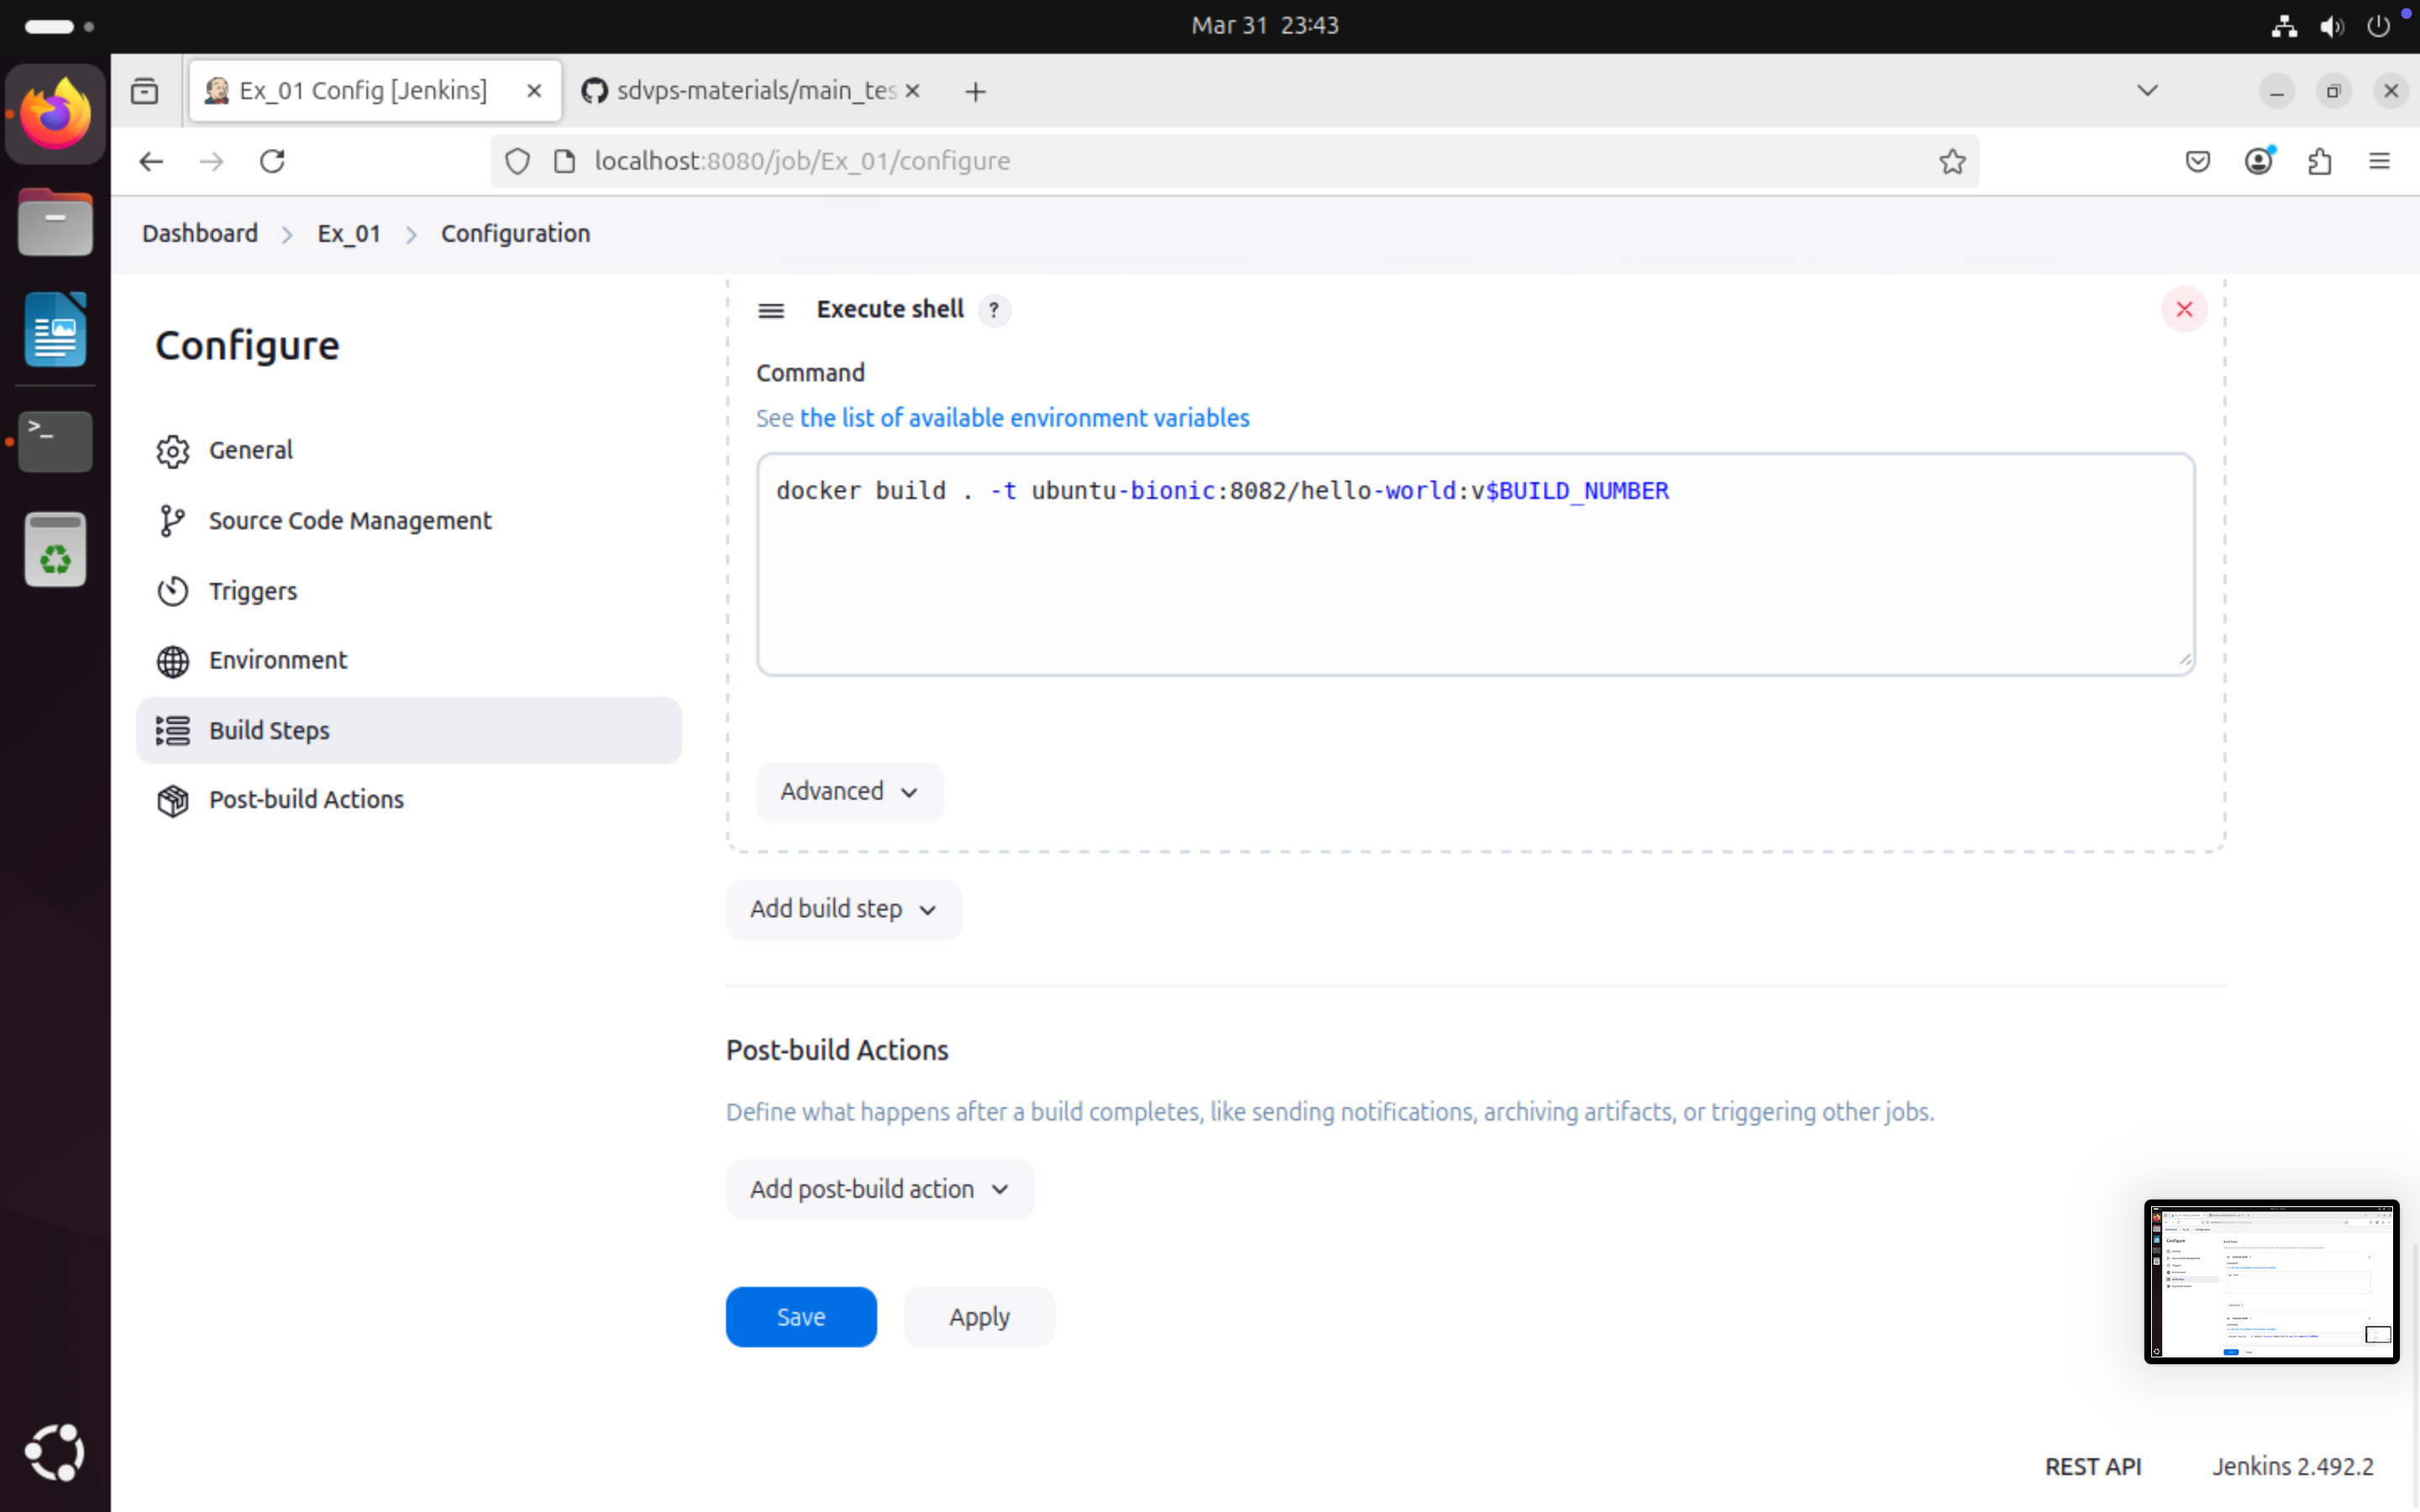 Mar 31 23:43
Ex_01 Config [Jenkins]
sdvps-materials/main_tes
localhost:8080/job/Ex_01/configure
Dashboard > Ex_01 > Configuration
Configure
General
Source Code Management
Triggers
Environment
Build Steps
Post-build Actions
Execute shell ?
Command
See the list of available environment variables
docker build . -t ubuntu-bionic:8082/hello-world:v$BUILD_NUMBER
Advanced
Add build step
Post-build Actions
Define what happens after a build completes, like sending notifications, archiving artifacts, or triggering other jobs.
Add post-build action
Save
Apply
REST API
Jenkins 2.492.2